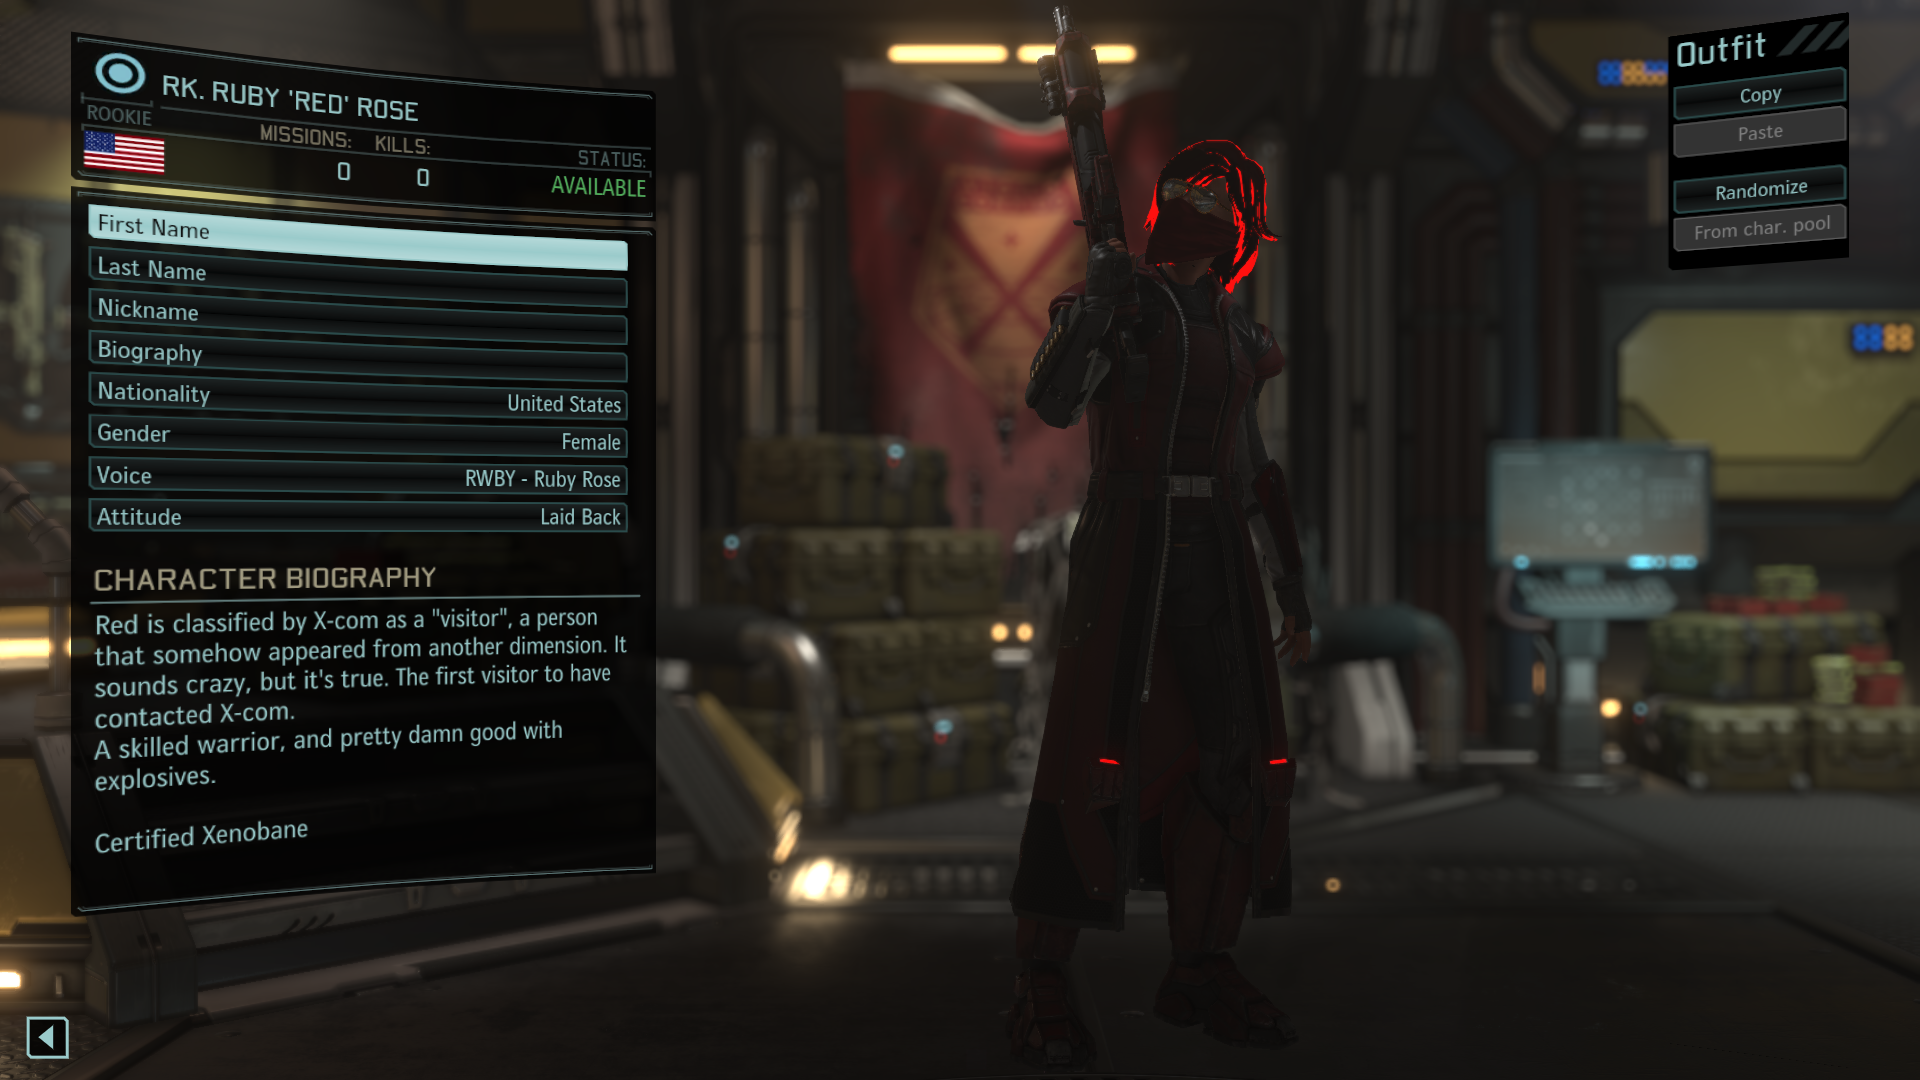 RK. RUBY 'RED' ROSE
ROOKIE
MISSIONS: KILLS: STATUS:
0 0 AVAILABLE
First Name
Last Name
Nickname
Biography
Nationality United States
Gender Female
Voice RWBY - Ruby Rose
Attitude Laid Back
CHARACTER BIOGRAPHY
Red is classified by X-com as a "visitor", a person
that somehow appeared from another dimension. It
sounds crazy, but it's true. The first visitor to have
contacted X-com.
A skilled warrior, and pretty damn good with
explosives.
Certified Xenobane
Outfit
Copy
Paste
Randomize
From char. pool